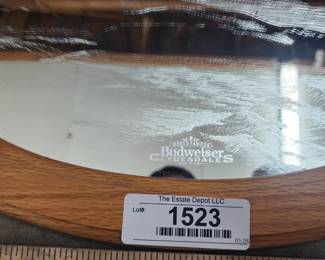 Budweiser
CLYDESDALES
The Estate Depot LLC
Lot#:
1523